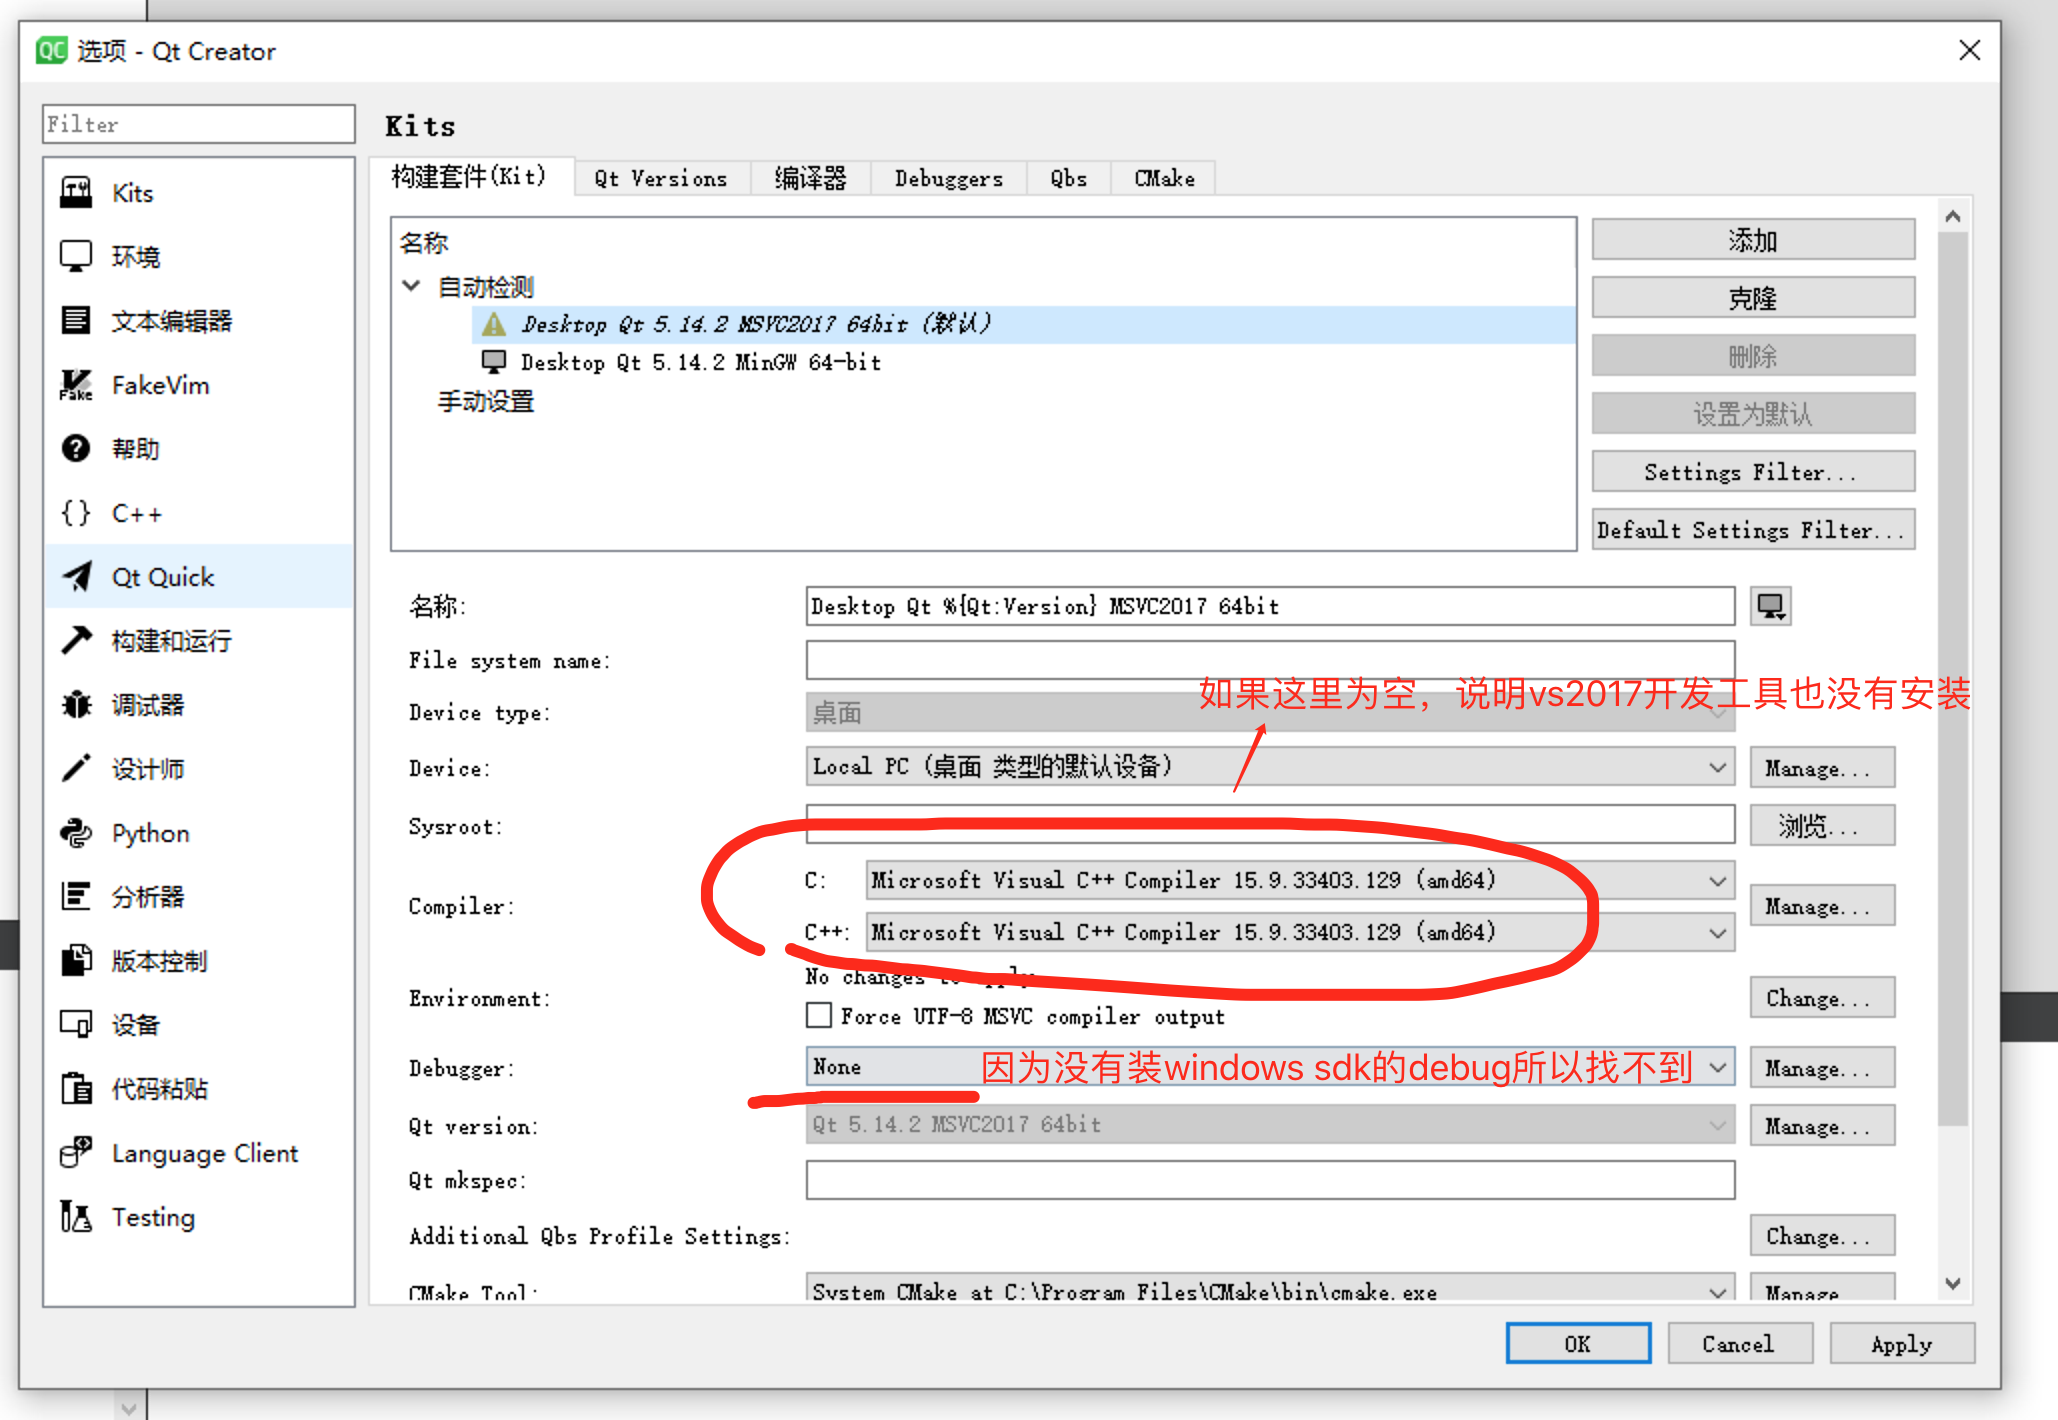 QC 选项 - Qt Creator
Filter
Kits
环境
文本编辑器
FakeVim
帮助
C++
Qt Quick
构建和运行
调试器
设计师
Python
分析器
版本控制
设备
代码粘贴
Language Client
Testing
Kits
构建套件(Kit) Qt Versions 编译器 Debuggers Qbs CMake
名称
自动检测
Desktop Qt 5.14.2 MSVC2017 64bit (默认)
Desktop Qt 5.14.2 MinGW 64-bit
手动设置
添加
克隆
删除
设置为默认
Settings Filter...
Default Settings Filter...
名称: Desktop Qt %{Qt:Version} MSVC2017 64bit
File system name:
如果这里为空，说明vs2017开发工具也没有安装
Device type: 桌面
Device: Local PC (桌面 类型的默认设备) Manage...
Sysroot: 浏览...
Compiler:
C: Microsoft Visual C++ Compiler 15.9.33403.129 (amd64)
C++: Microsoft Visual C++ Compiler 15.9.33403.129 (amd64)
Manage...
Environment:
No changes to apply
Force UTF-8 MSVC compiler output
Change...
Debugger: None 因为没有装windows sdk的debug所以找不到 Manage...
Qt version: Qt 5.14.2 MSVC2017 64bit Manage...
Qt mkspec:
Additional Qbs Profile Settings: Change...
CMake Tool: System CMake at C:\Program Files\CMake\bin\cmake.exe Manage
OK Cancel Apply